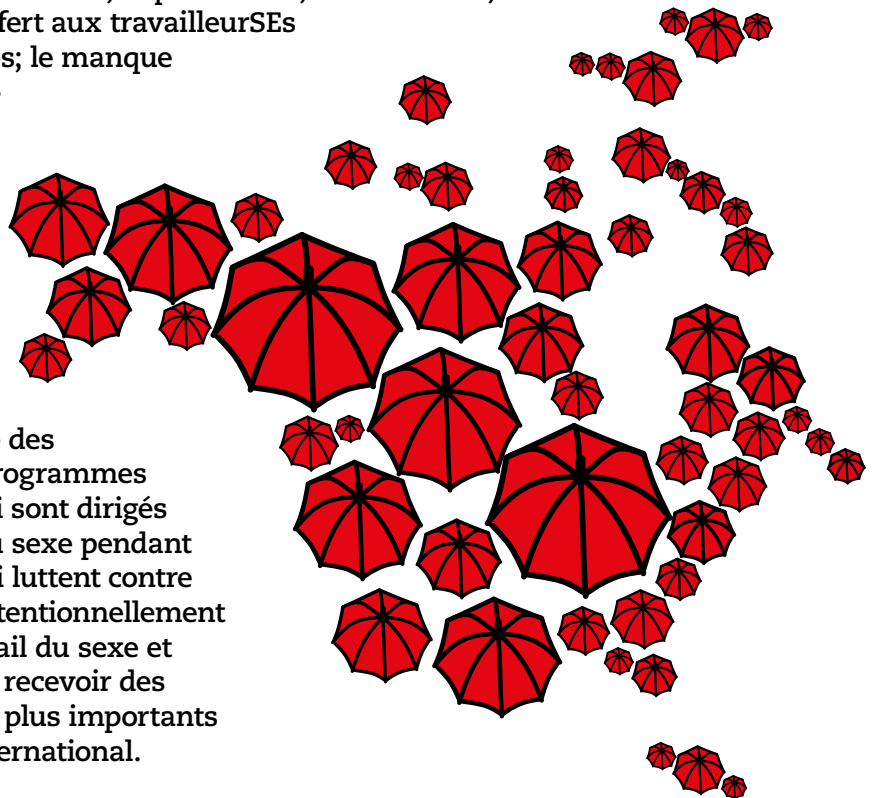 fert aux travailleurSEs
s; le manque
des
rogrammes
i sont dirigés
u sexe pendant
i luttent contre
tentionnellement
ail du sexe et
recevoir des
plus importants
ernational.